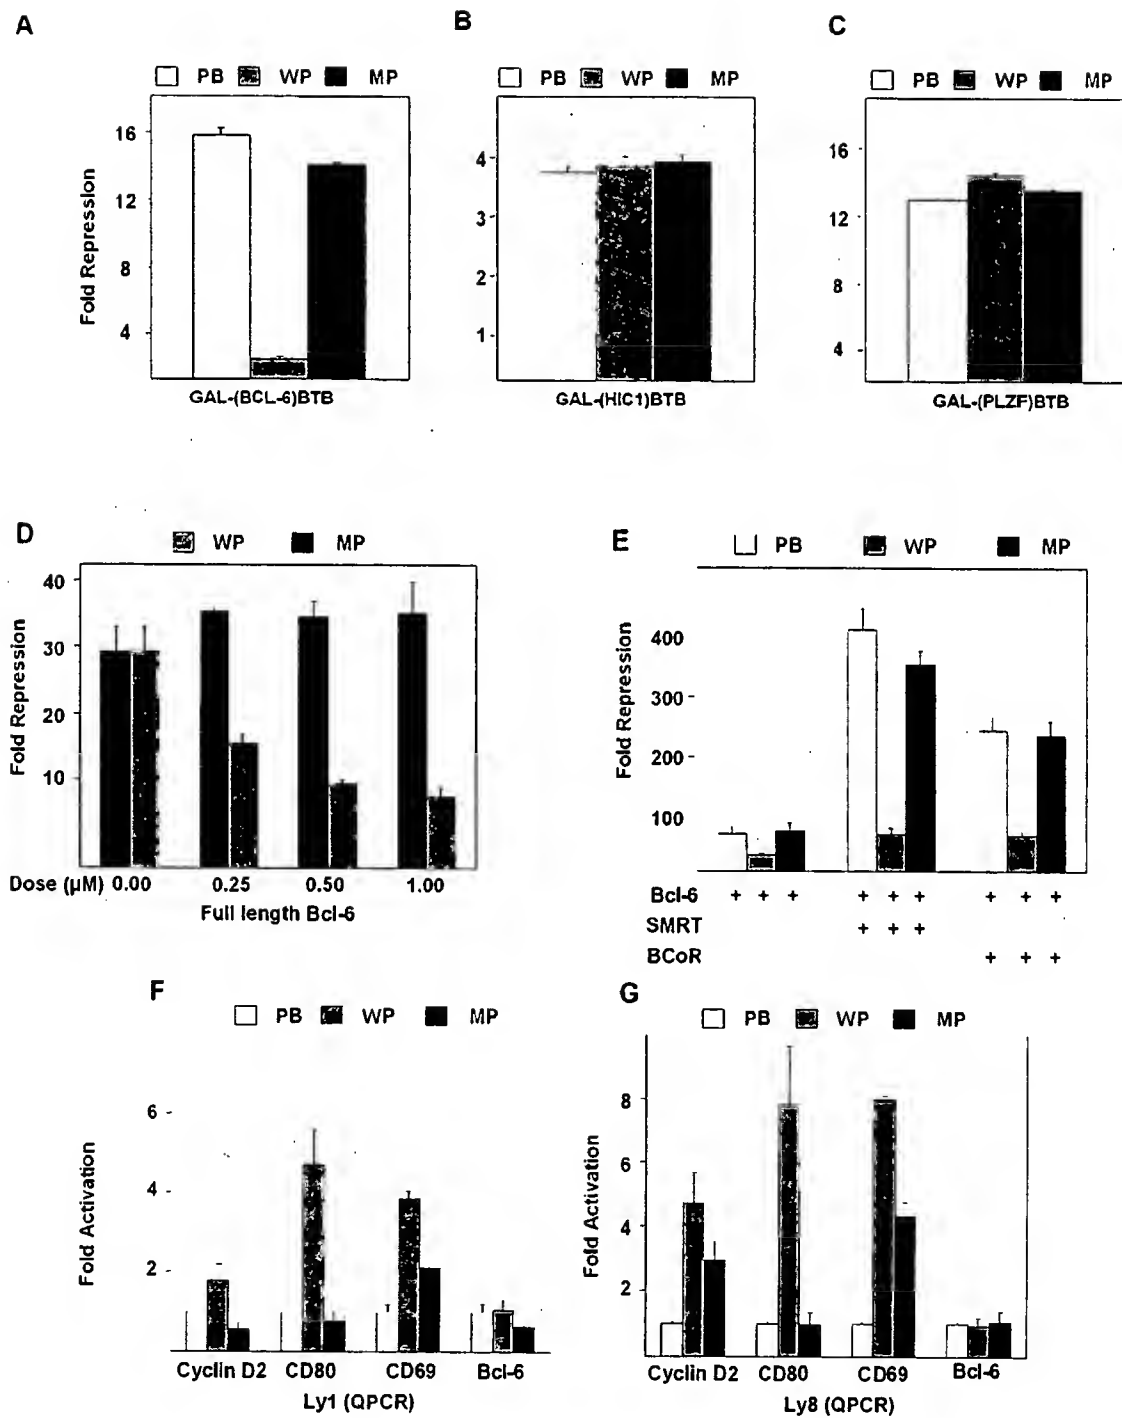 A
PB WP MP
Fold Repression
16
12
8
4
GAL-(BCL-6)BTB
B
PB WP MP
4
3
2
1
GAL-(HIC1)BTB
C
PB WP MP
16
12
8
4
GAL-(PLZF)BTB
D
WP MP
Fold Repression
40
30
20
10
Dose (µM) 0.00 0.25 0.50 1.00
Full length Bcl-6
E
PB WP MP
Fold Repression
400
300
200
100
Bcl-6 + + + + + + + + +
SMRT + + +
BCoR + + +
F
PB WP MP
Fold Activation
6
4
2
Cyclin D2 CD80 CD69 Bcl-6
Ly1 (QPCR)
G
PB WP MP
Fold Activation
8
6
4
2
Cyclin D2 CD80 CD69 Bcl-6
Ly8 (QPCR)